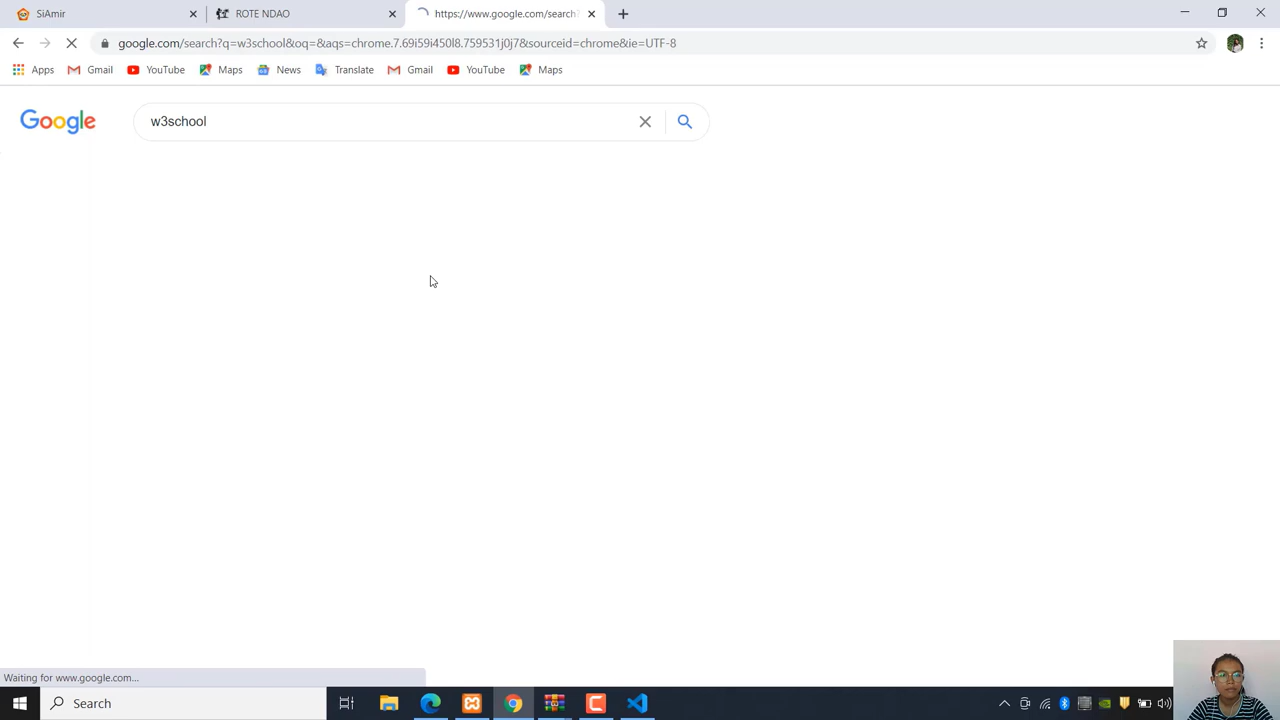 SiAmir
ROTE NDAO
https://www.google.com/search?
google.com/search?q=w3school&oq=&aqs=chrome.7.69i59i450l8.759531j0j7&sourceid=chrome&ie=UTF-8
Apps Gmail YouTube Maps News Translate Gmail YouTube Maps
Google
w3school
Waiting for www.google.com...
Search